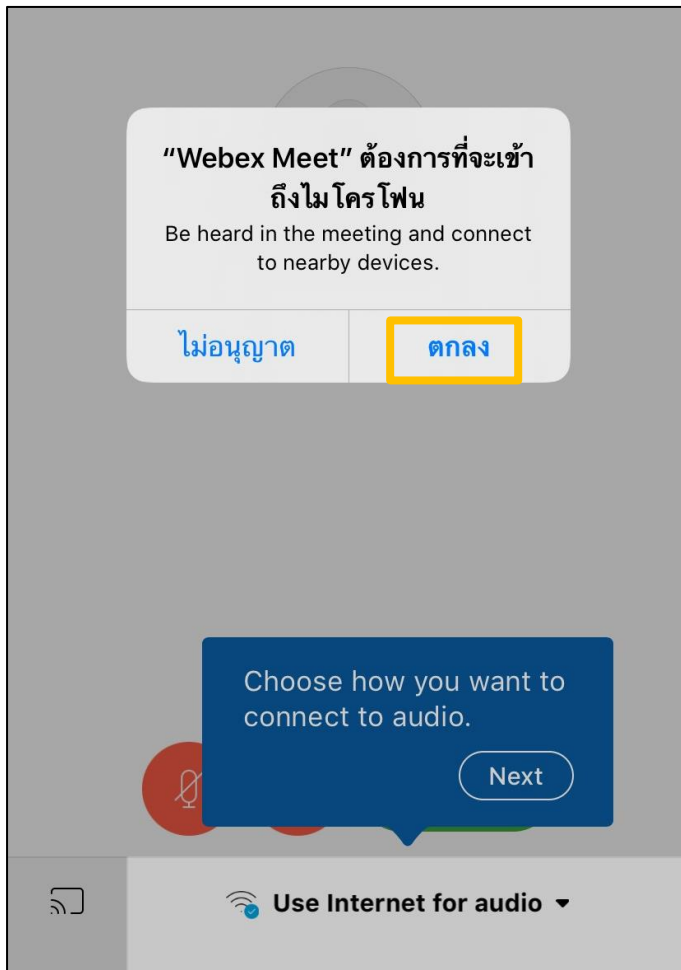 “Webex Meet” ต้องการที่จะเข้า
ถึงไมโครโฟน
Be heard in the meeting and connect
to nearby devices.
ไม่อนุญาต
ตกลง
Choose how you want to
connect to audio.
Next
Use Internet for audio